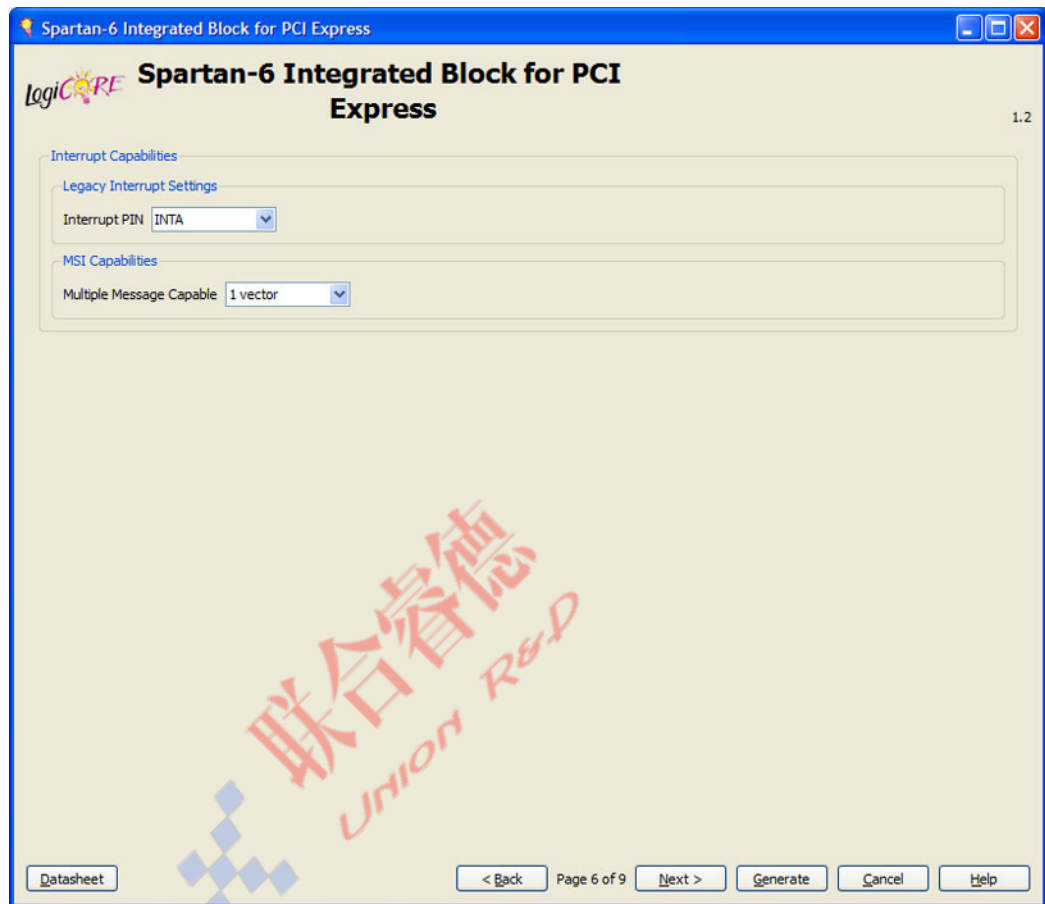 Spartan-6 Integrated Block for PCI Express
LogiCORE
Spartan-6 Integrated Block for PCI
Express
1.2
Interrupt Capabilities
Legacy Interrupt Settings
Interrupt PIN INTA
MSI Capabilities
Multiple Message Capable 1 vector
联合睿德
UNION R&D
Datasheet
< Back
Page 6 of 9
Next >
Generate
Cancel
Help